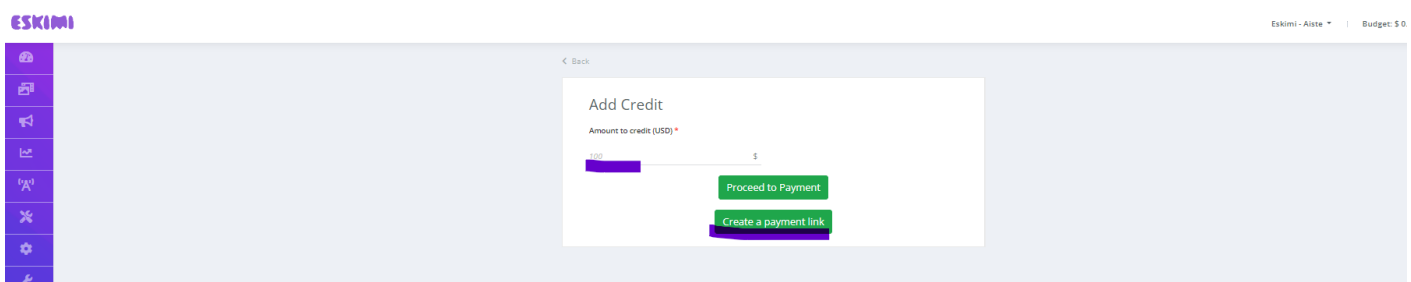 ESKIMI
Eskimi - Aiste
Budget: $ 0.
Back
Add Credit
Amount to credit (USD) *
100 $
Proceed to Payment
Create a payment link